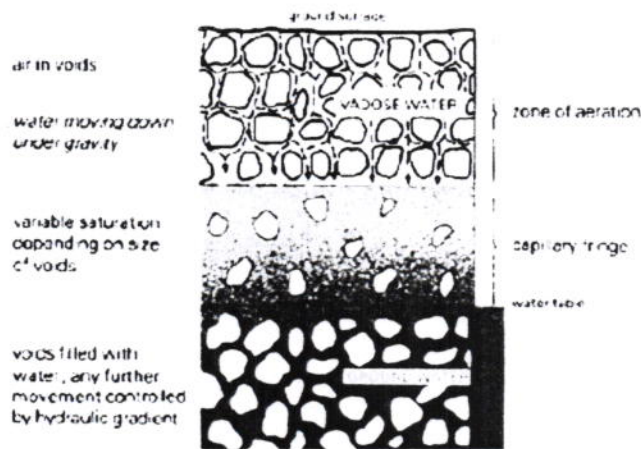 ground surface
air in voids
VADOSE WATER
zone of aeration
water moving down
under gravity
variable saturation
depending on size
of voids
capillary fringe
water table
voids filled with
water, any further
movement controlled
by hydraulic gradient